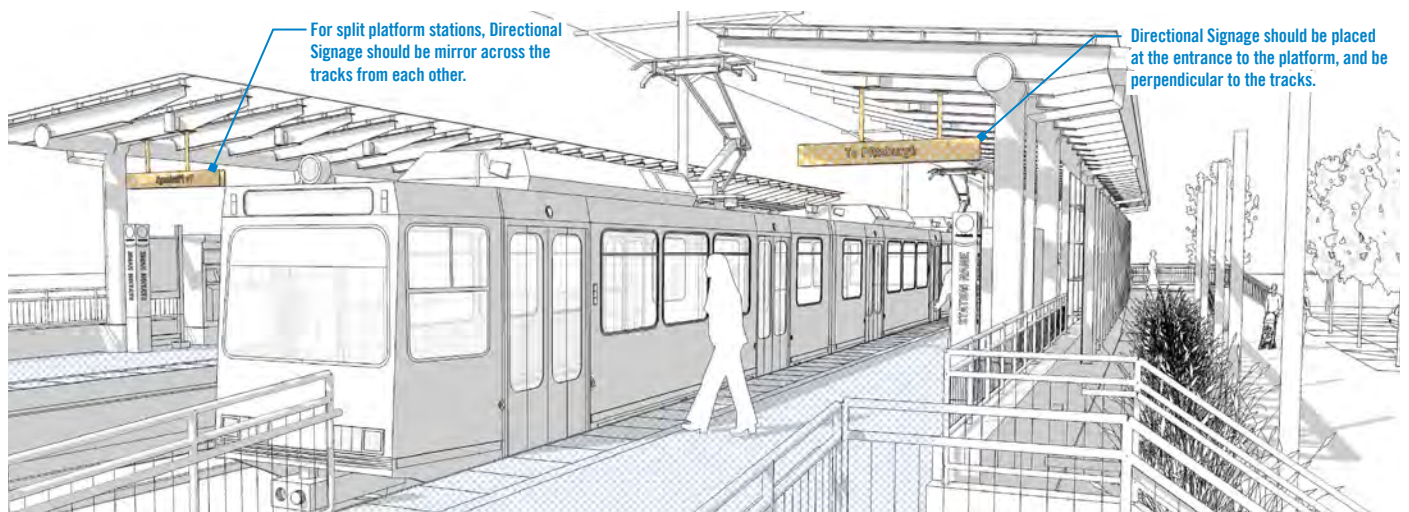 For split platform stations, Directional
Signage should be mirror across the
tracks from each other.
Directional Signage should be placed
at the entrance to the platform, and be
perpendicular to the tracks.
To Pittsburgh
STATION NAME